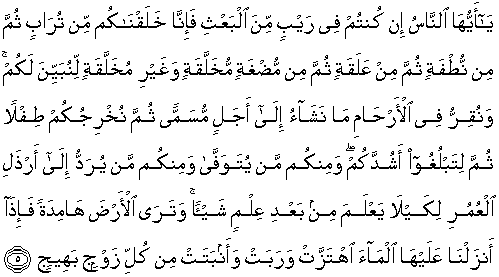 يَـٰٓأَيُّهَا ٱلنَّاسُ إِن كُنتُمْ فِى رَيْبٍ مِّنَ ٱلْبَعْثِ فَإِنَّا خَلَقْنَـٰكُم مِّن تُرَابٍ ثُمَّ
مِن نُّطْفَةٍ ثُمَّ مِنْ عَلَقَةٍ ثُمَّ مِن مُّضْغَةٍ مُّخَلَّقَةٍ وَغَيْرِ مُخَلَّقَةٍ لِّنُبَيِّنَ لَكُمْ ۚ
وَنُقِرُّ فِى ٱلْأَرْحَامِ مَا نَشَآءُ إِلَىٰٓ أَجَلٍ مُّسَمًّى ثُمَّ نُخْرِجُكُمْ طِفْلًا
ثُمَّ لِتَبْلُغُوٓا۟ أَشُدَّكُمْ ۖ وَمِنكُم مَّن يُتَوَفَّىٰ وَمِنكُم مَّن يُرَدُّ إِلَىٰٓ أَرْذَلِ
ٱلْعُمُرِ لِكَيْلَا يَعْلَمَ مِنۢ بَعْدِ عِلْمٍ شَيْـًٔا ۚ وَتَرَى ٱلْأَرْضَ هَامِدَةً فَإِذَآ
أَنزَلْنَا عَلَيْهَا ٱلْمَآءَ ٱهْتَزَّتْ وَرَبَتْ وَأَنۢبَتَتْ مِن كُلِّ زَوْجٍۭ بَهِيجٍ ۝٥